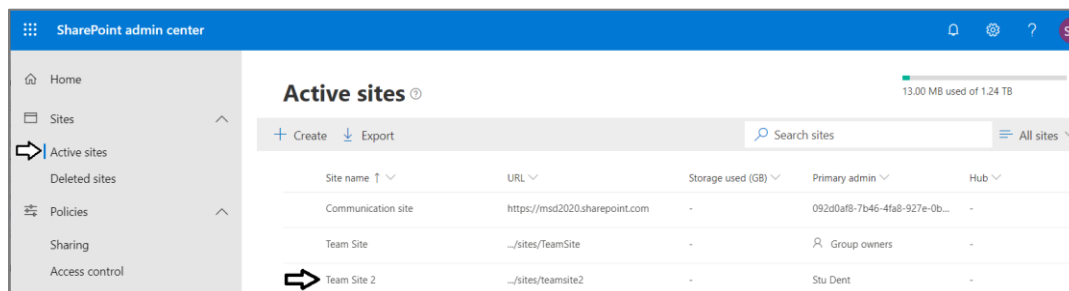 SharePoint admin center
?
S
Home
Sites
Active sites
Deleted sites
Policies
Sharing
Access control
Active sites ?
13.00 MB used of 1.24 TB
+ Create Export
Search sites
All sites
Site name ↑ URL Storage used (GB) Primary admin Hub
Communication site https://msd2020.sharepoint.com - 092d0af8-7b46-4fa8-927e-0b... -
Team Site .../sites/TeamSite - Group owners -
Team Site 2 .../sites/teamsite2 - Stu Dent -